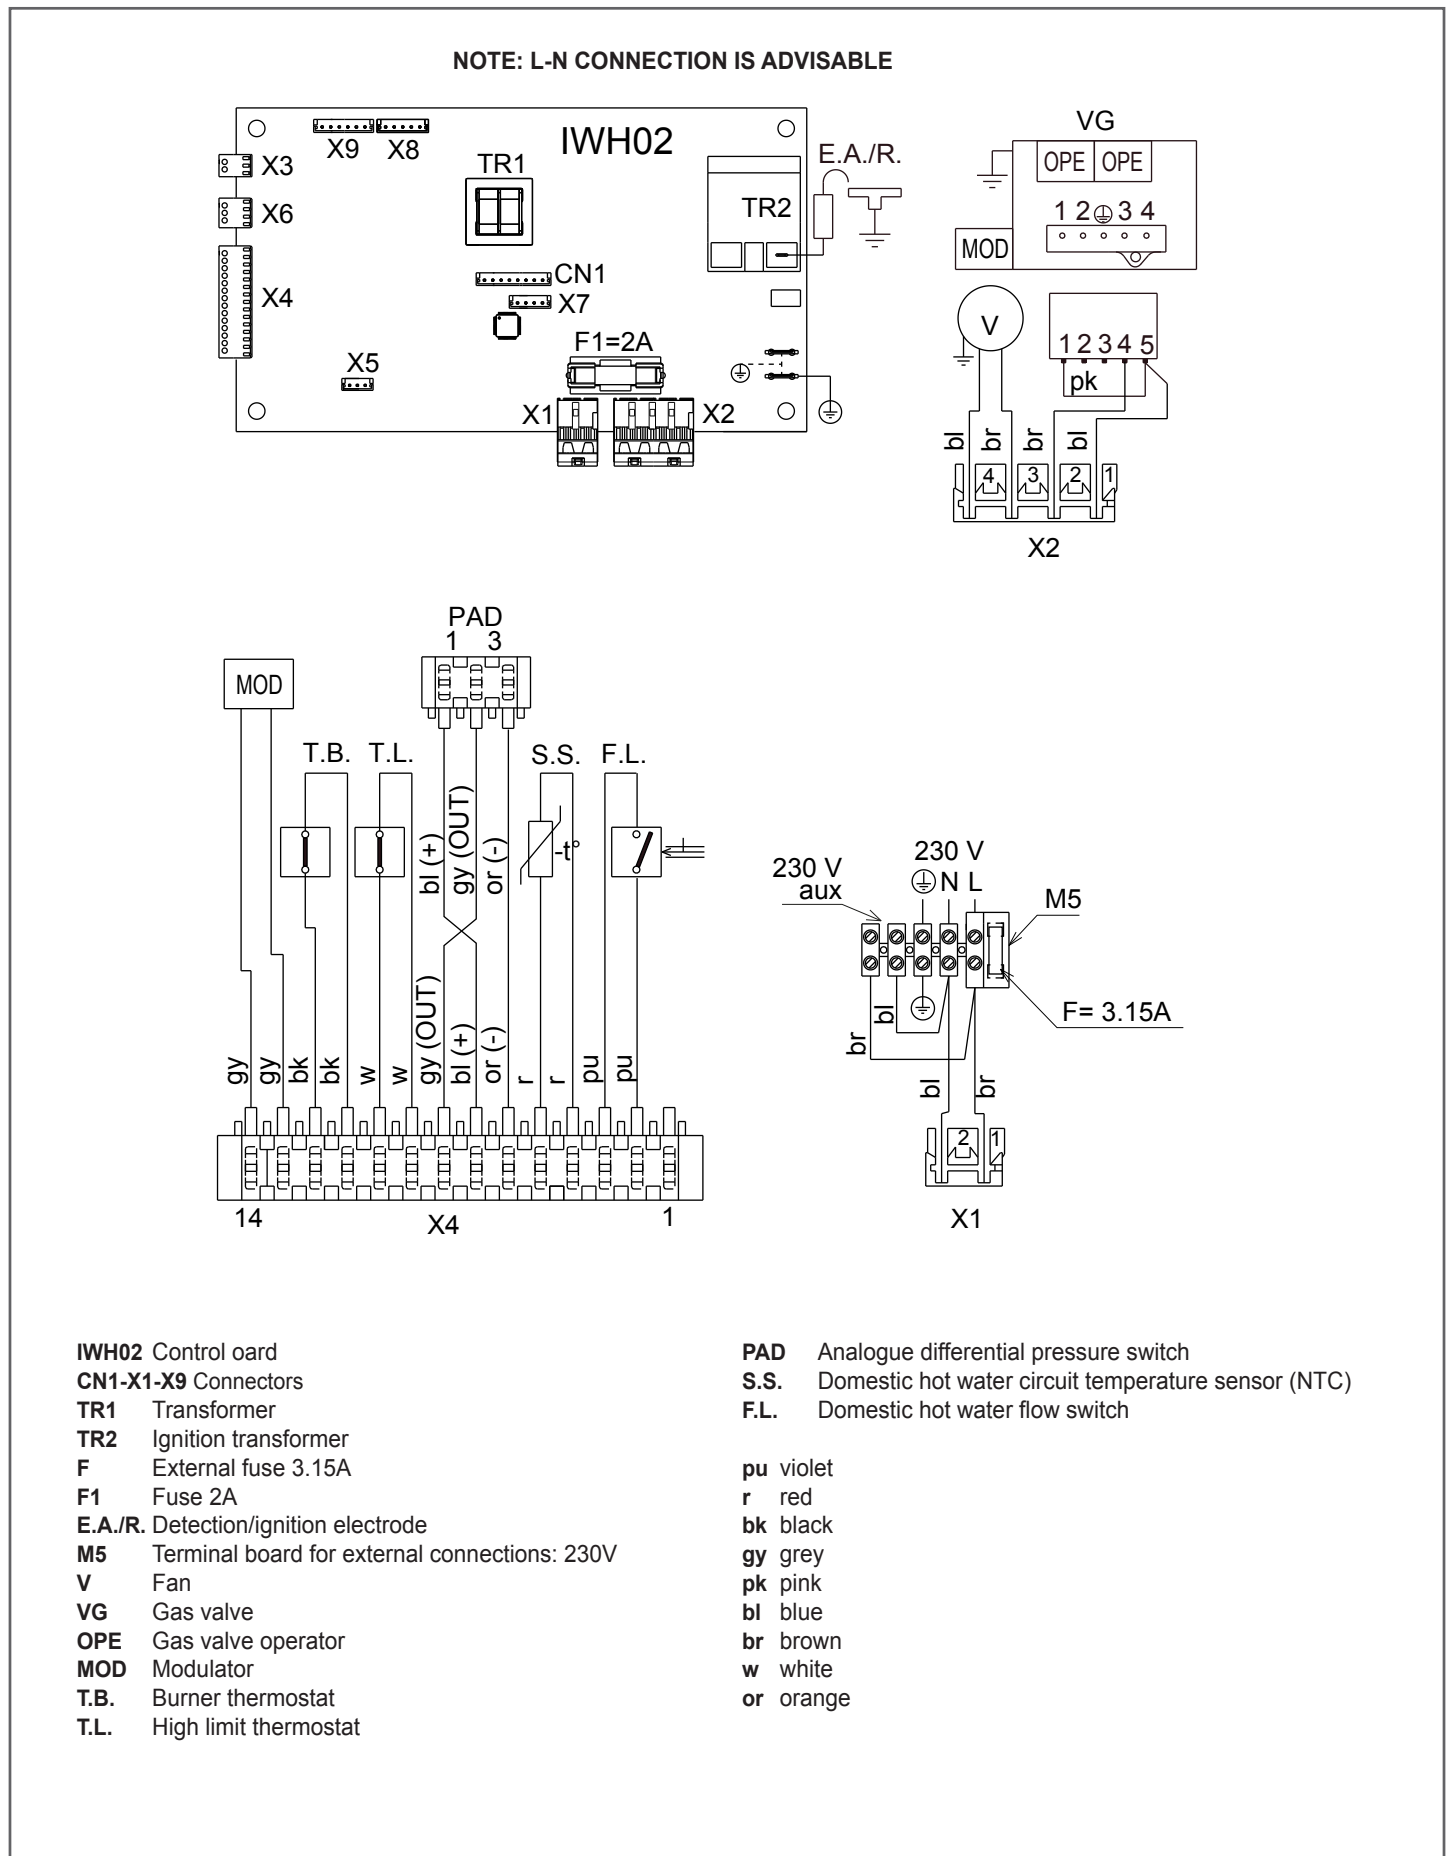 NOTE: L-N CONNECTION IS ADVISABLE
IWH02
X9 X8
X3
X6
X4
TR1
TR2
E.A./R.
CN1
X7
F1=2A
X5
X1
X2
VG
OPE OPE
1 2 3 4
MOD
V
1 2 3 4 5
pk
bl br br bl
4 3 2 1
X2
PAD
1 3
MOD
T.B. T.L. S.S. F.L.
bl (+) gy (OUT) or (-)
-t°
gy gy bk bk w w gy (OUT) bl (+) or (-) r r pu pu
14 X4 1
230 V
aux
230 V
N L
M5
F= 3.15A
br bl
bl br
2 1
X1
IWH02 Control oard
CN1-X1-X9 Connectors
TR1 Transformer
TR2 Ignition transformer
F External fuse 3.15A
F1 Fuse 2A
E.A./R. Detection/ignition electrode
M5 Terminal board for external connections: 230V
V Fan
VG Gas valve
OPE Gas valve operator
MOD Modulator
T.B. Burner thermostat
T.L. High limit thermostat
PAD Analogue differential pressure switch
S.S. Domestic hot water circuit temperature sensor (NTC)
F.L. Domestic hot water flow switch
pu violet
r red
bk black
gy grey
pk pink
bl blue
br brown
w white
or orange